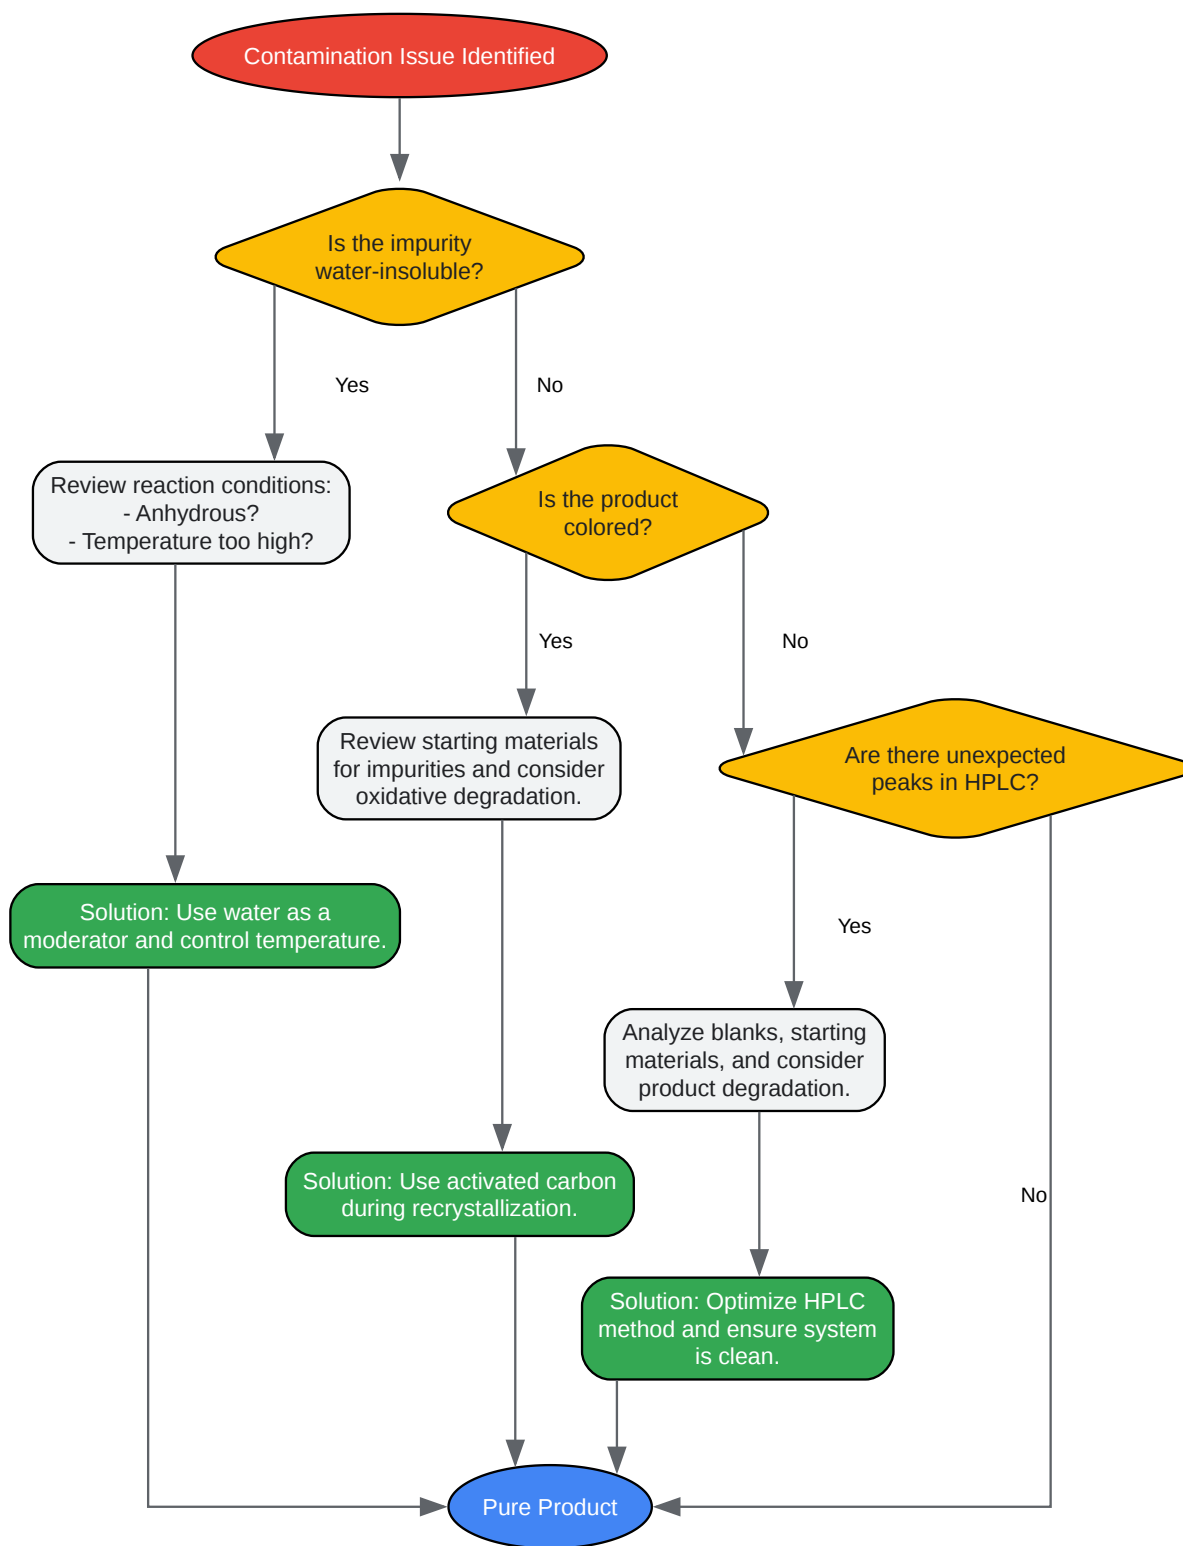 Contamination Issue Identified
Is the impurity
water-insoluble?
Yes
No
Review reaction conditions:
- Anhydrous?
- Temperature too high?
Is the product
colored?
Yes
No
Review starting materials
for impurities and consider
oxidative degradation.
Are there unexpected
peaks in HPLC?
Solution: Use water as a
moderator and control temperature.
Yes
Analyze blanks, starting
materials, and consider
product degradation.
Solution: Use activated carbon
during recrystallization.
No
Solution: Optimize HPLC
method and ensure system
is clean.
Pure Product